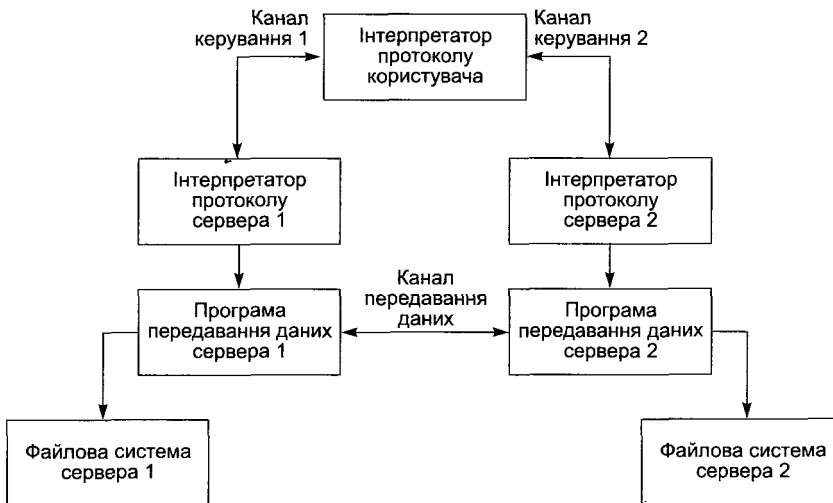 Канал
керування 1
Інтерпретатор
протоколу
користувача
Канал
керування 2
Інтерпретатор
протоколу
сервера 1
Інтерпретатор
протоколу
сервера 2
Програма
передавання даних
сервера 1
Канал
передавання
даних
Програма
передавання даних
сервера 2
Файлова система
сервера 1
Файлова система
сервера 2